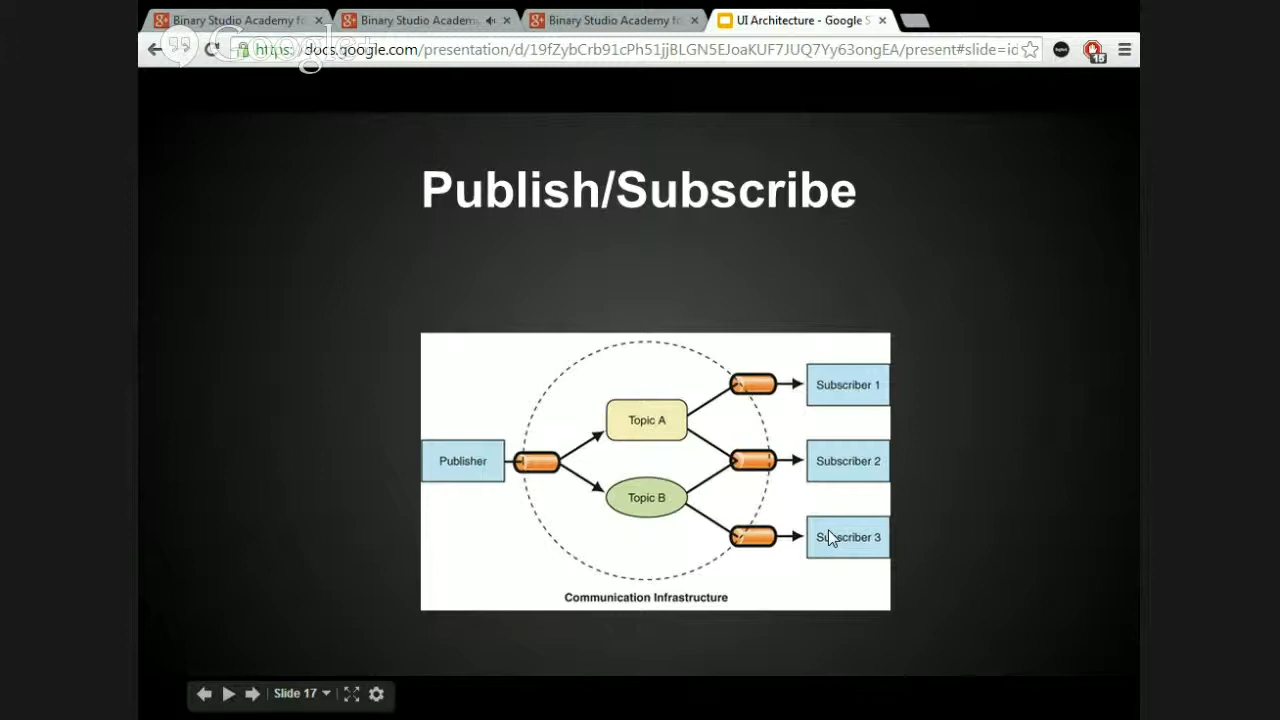 Binary Studio Academy fo
Binary Studio Academy
Binary Studio Academy fo
UI Architecture - Google S
Google+
https://docs.google.com/presentation/d/19fZybCrb91cPh51jjBLGN5EJoaKUF7JUQ7Yy63ongEA/present#slide=id
15
Publish/Subscribe
Subscriber 1
Topic A
Publisher
Subscriber 2
Topic B
Subscriber 3
Communication Infrastructure
Slide 17